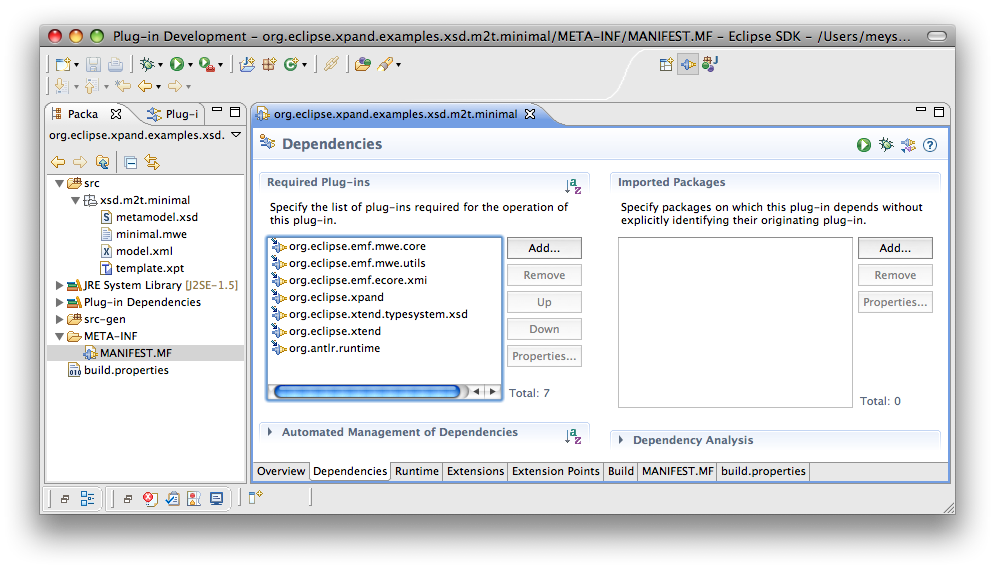 Plug-in Development - org.eclipse.xpand.examples.xsd.m2t.minimal/META-INF/MANIFEST.MF - Eclipse SDK - /Users/meys...
Packa
Plug-i
org.eclipse.xpand.examples.xsd.
src
xsd.m2t.minimal
metamodel.xsd
minimal.mwe
model.xml
template.xpt
JRE System Library [J2SE-1.5]
Plug-in Dependencies
src-gen
META-INF
MANIFEST.MF
build.properties
org.eclipse.xpand.examples.xsd.m2t.minimal
Dependencies
Required Plug-ins
Specify the list of plug-ins required for the operation of
this plug-in.
org.eclipse.emf.mwe.core
org.eclipse.emf.mwe.utils
org.eclipse.emf.ecore.xmi
org.eclipse.xpand
org.eclipse.xtend.typesystem.xsd
org.eclipse.xtend
org.antlr.runtime
Add...
Remove
Up
Down
Properties...
Total: 7
Automated Management of Dependencies
Imported Packages
Specify packages on which this plug-in depends without
explicitly identifying their originating plug-in.
Add...
Remove
Properties...
Total: 0
Dependency Analysis
Overview
Dependencies
Runtime
Extensions
Extension Points
Build
MANIFEST.MF
build.properties